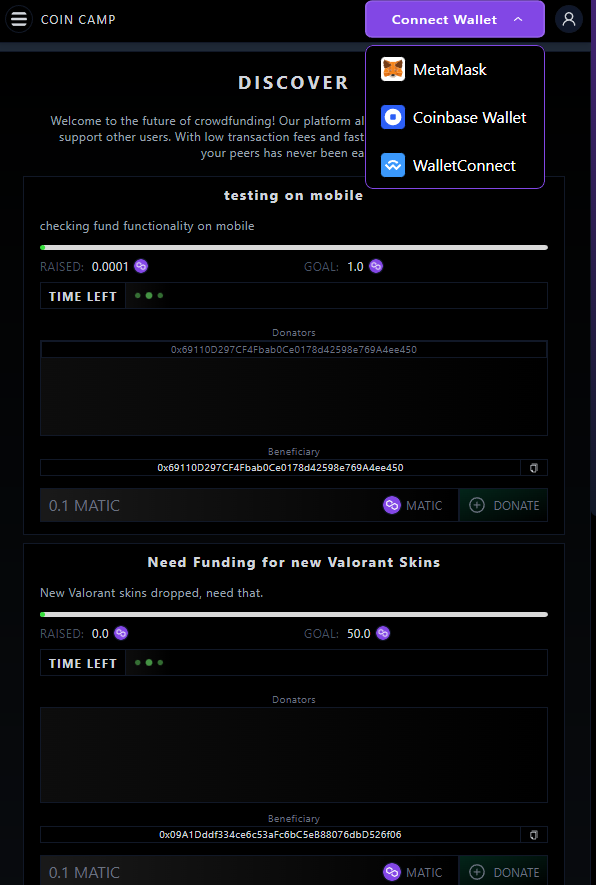 COIN CAMP
Connect Wallet
MetaMask
Coinbase Wallet
WalletConnect
DISCOVER
Welcome to the future of crowdfunding! Our platform al
support other users. With low transaction fees and fast
your peers has never been ea
testing on mobile
checking fund functionality on mobile
RAISED: 0.0001 GOAL: 1.0
TIME LEFT
Donators
0x69110D297CF4Fbab0Ce0178d42598e769A4ee450
Beneficiary
0x69110D297CF4Fbab0Ce0178d42598e769A4ee450
0.1 MATIC MATIC DONATE
Need Funding for new Valorant Skins
New Valorant skins dropped, need that.
RAISED: 0.0 GOAL: 50.0
TIME LEFT
Donators
Beneficiary
0x09A1Dddf334ce6c53aFc6bC5eB88076dbD526f06
0.1 MATIC MATIC DONATE